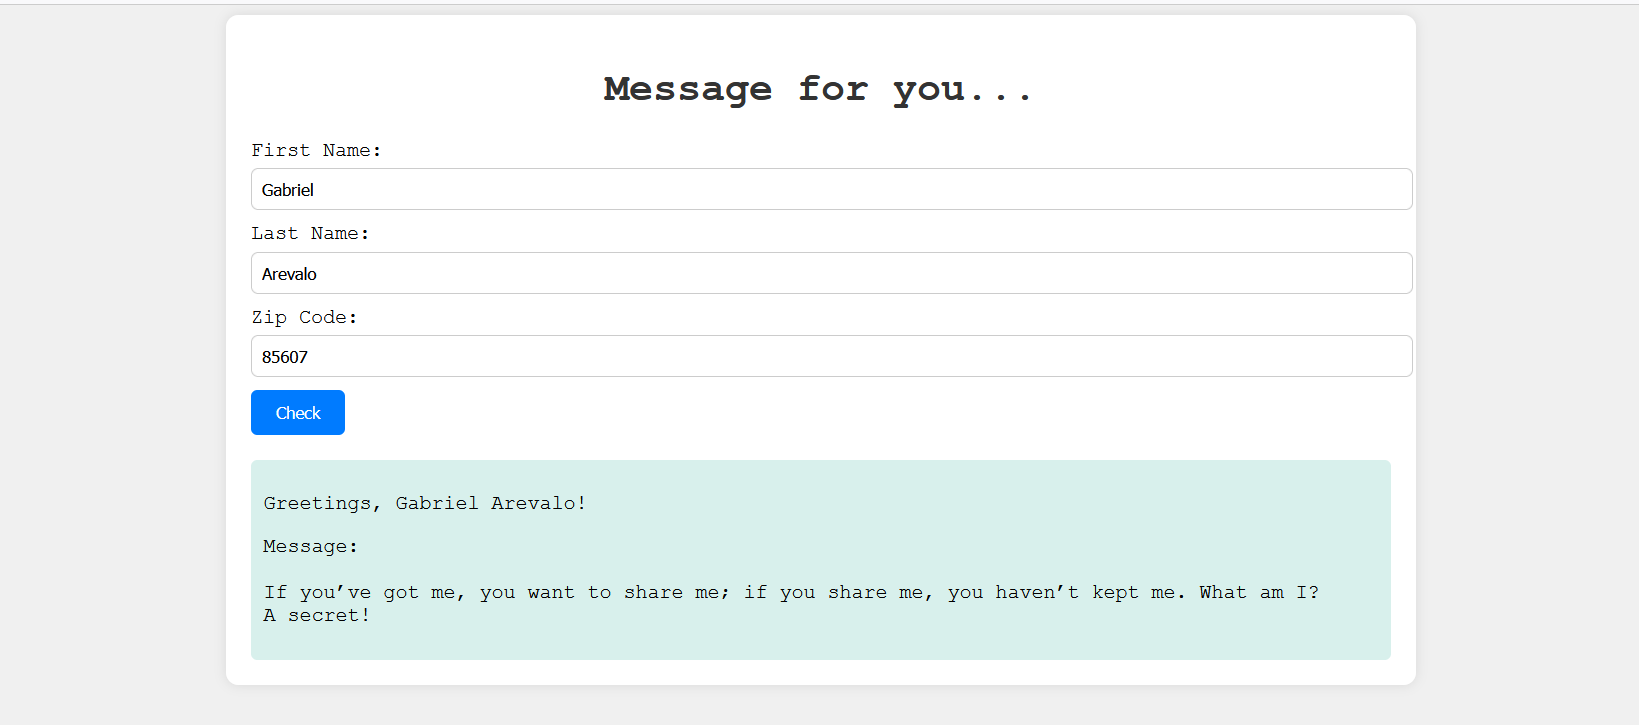 Message for you...
First Name:
Gabriel
Last Name:
Arevalo
Zip Code:
85607
Check
Greetings, Gabriel Arevalo!
Message:
If you’ve got me, you want to share me; if you share me, you haven’t kept me. What am I?
A secret!